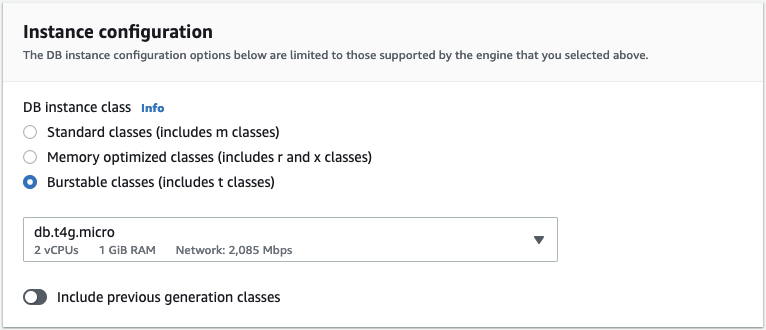 Instance configuration
The DB instance configuration options below are limited to those supported by the engine that you selected above.
DB instance class Info
Standard classes (includes m classes)
Memory optimized classes (includes r and x classes)
Burstable classes (includes t classes)
db.t4g.micro
2 vCPUs 1 GiB RAM Network: 2,085 Mbps
Include previous generation classes